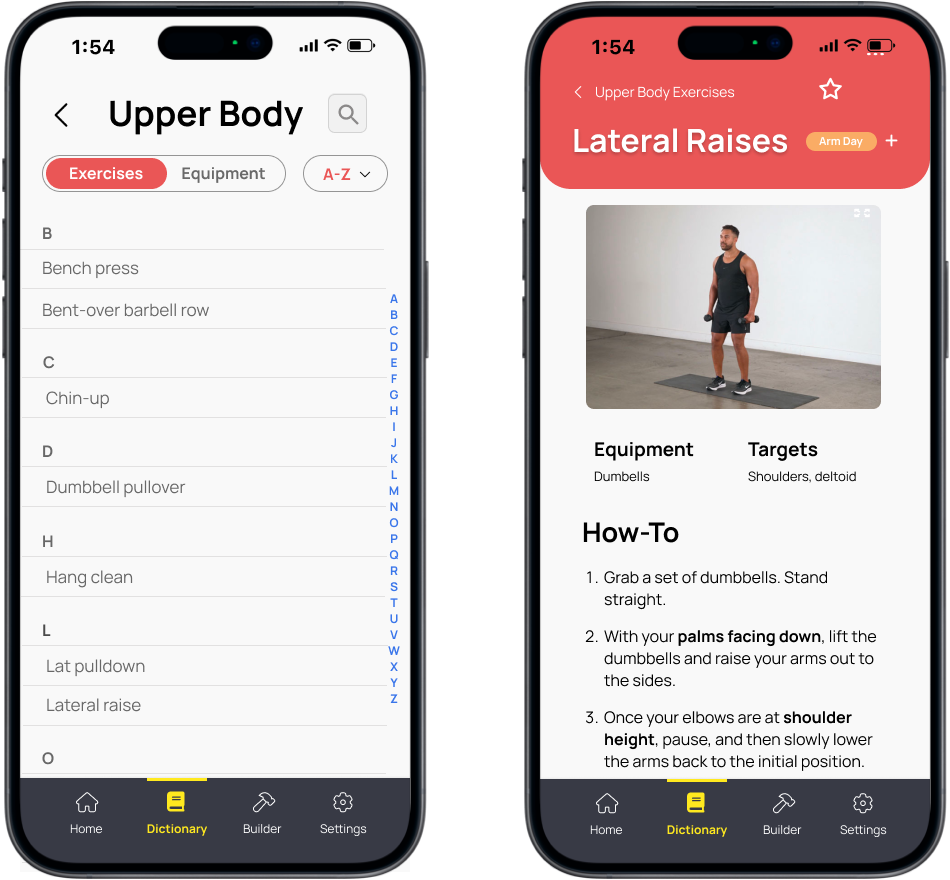 1:54
Upper Body
Exercises
Equipment
A-Z
B
Bench press
Bent-over barbell row
C
Chin-up
D
Dumbbell pullover
H
Hang clean
L
Lat pulldown
Lateral raise
O
A
B
C
D
E
F
G
H
I
J
K
L
M
N
O
P
Q
R
S
T
U
V
W
X
Y
Z
Home
Dictionary
Builder
Settings
1:54
Upper Body Exercises
Lateral Raises
Arm Day
+
Equipment
Targets
Dumbells
Shoulders, deltoid
How-To
1. Grab a set of dumbbells. Stand
straight.
2. With your palms facing down, lift the
dumbbells and raise your arms out to
the sides.
3. Once your elbows are at shoulder
height, pause, and then slowly lower
the arms back to the initial position.
Home
Dictionary
Builder
Settings